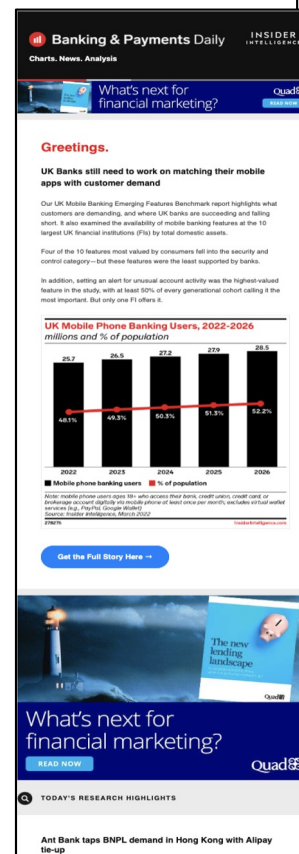 Banking & Payments Daily
INSIDER
INTELLIGENCE
Charts. News. Analysis
What's next for
financial marketing?
Quad
READ NOW
Greetings.
UK Banks still need to work on matching their mobile
apps with customer demand
Our UK Mobile Banking Emerging Features Benchmark report highlights what
customers are demanding, and where UK banks are succeeding and falling
short. It also examined the availability of mobile banking features at the 10
largest UK financial institutions (FIs) by total domestic assets.
Four of the 10 features most valued by consumers fell into the security and
control category—but these features were the least supported by banks.
In addition, setting an alert for unusual account activity was the highest-valued
feature in the study, with at least 50% of every generational cohort calling it the
most important. But only one FI offers it.
UK Mobile Phone Banking Users, 2022-2026
millions and % of population
25.7 26.5 27.2 27.9 28.5
48.1% 49.3% 50.3% 51.3% 52.2%
2022 2023 2024 2025 2026
Mobile phone banking users % of population
Note: mobile phone users ages 18+ who access their bank, credit union, credit card, or
brokerage account digitally via mobile phone at least once per month; excludes virtual wallet
services (e.g., PayPal, Google Wallet)
Source: Insider Intelligence, March 2022
InsiderIntelligence.com
Get the Full Story Here →
The new
lending
landscape
Quad
What's next for
financial marketing?
READ NOW
Quad
TODAY'S RESEARCH HIGHLIGHTS
Ant Bank taps BNPL demand in Hong Kong with Alipay
tie-up